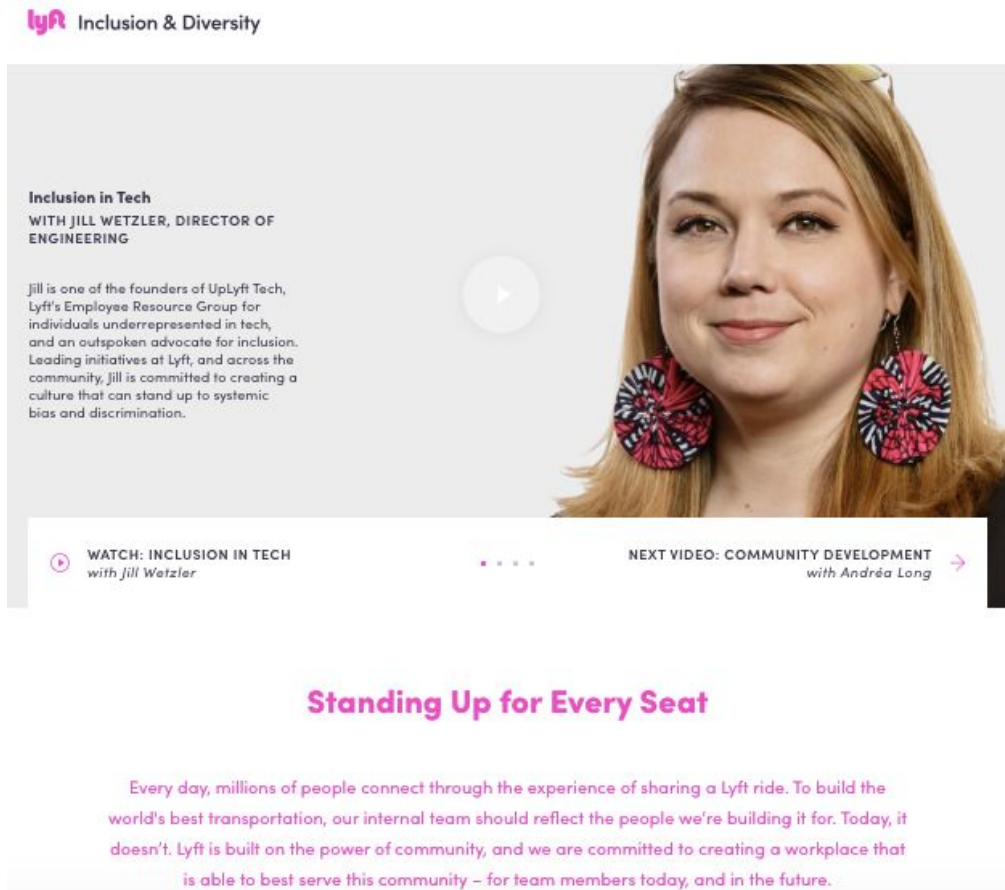 lyft Inclusion & Diversity
Inclusion in Tech
WITH JILL WETZLER, DIRECTOR OF
ENGINEERING
Jill is one of the founders of UpLyft Tech,
Lyft's Employee Resource Group for
individuals underrepresented in tech,
and an outspoken advocate for inclusion.
Leading initiatives at Lyft, and across the
community, Jill is committed to creating a
culture that can stand up to systemic
bias and discrimination.
WATCH: INCLUSION IN TECH
with Jill Wetzler
NEXT VIDEO: COMMUNITY DEVELOPMENT
with Andréa Long
Standing Up for Every Seat
Every day, millions of people connect through the experience of sharing a Lyft ride. To build the
world's best transportation, our internal team should reflect the people we're building it for. Today, it
doesn't. Lyft is built on the power of community, and we are committed to creating a workplace that
is able to best serve this community – for team members today, and in the future.